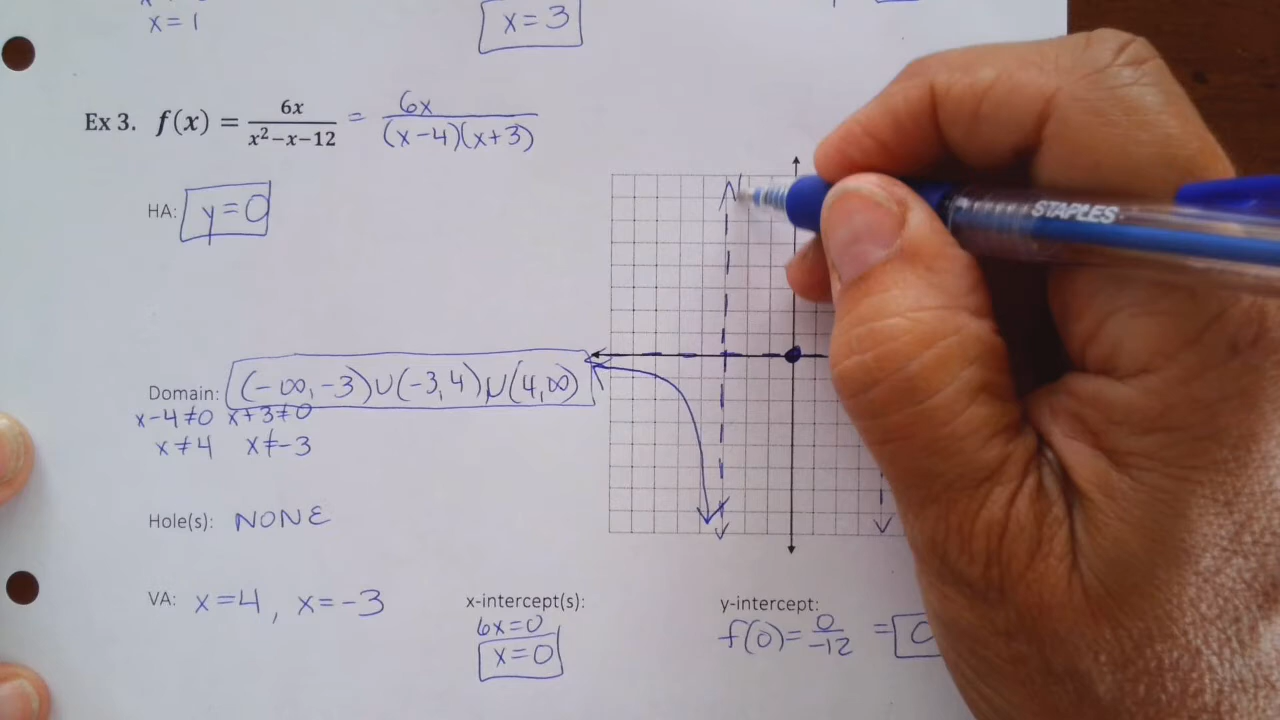 x = 1
x = 3
Ex 3. f(x) = 6x / x² − x − 12 = 6x / (x − 4)(x + 3)
HA: y = 0
STAPLES
Domain: (−∞, −3) ∪ (−3, 4) ∪ (4, ∞)
x − 4 ≠ 0 x + 3 ≠ 0
x ≠ 4 x ≠ −3
Hole(s): NONE
VA: x = 4, x = −3
x-intercept(s):
6x = 0
x = 0
y-intercept:
f(0) = 0 / −12 = 0